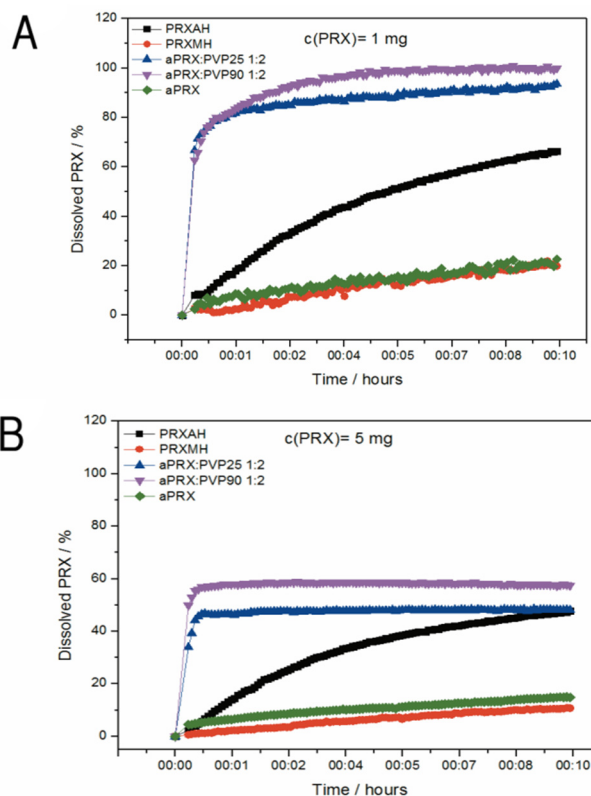 A
c(PRX)= 1 mg
PRXAH
PRXMH
aPRX:PVP25 1:2
aPRX:PVP90 1:2
aPRX
Dissolved PRX / %
120
100
80
60
40
20
0
00:00 00:01 00:02 00:04 00:05 00:07 00:08 00:10
Time / hours
B
c(PRX)= 5 mg
PRXAH
PRXMH
aPRX:PVP25 1:2
aPRX:PVP90 1:2
aPRX
Dissolved PRX / %
120
100
80
60
40
20
0
00:00 00:01 00:02 00:04 00:05 00:07 00:08 00:10
Time / hours